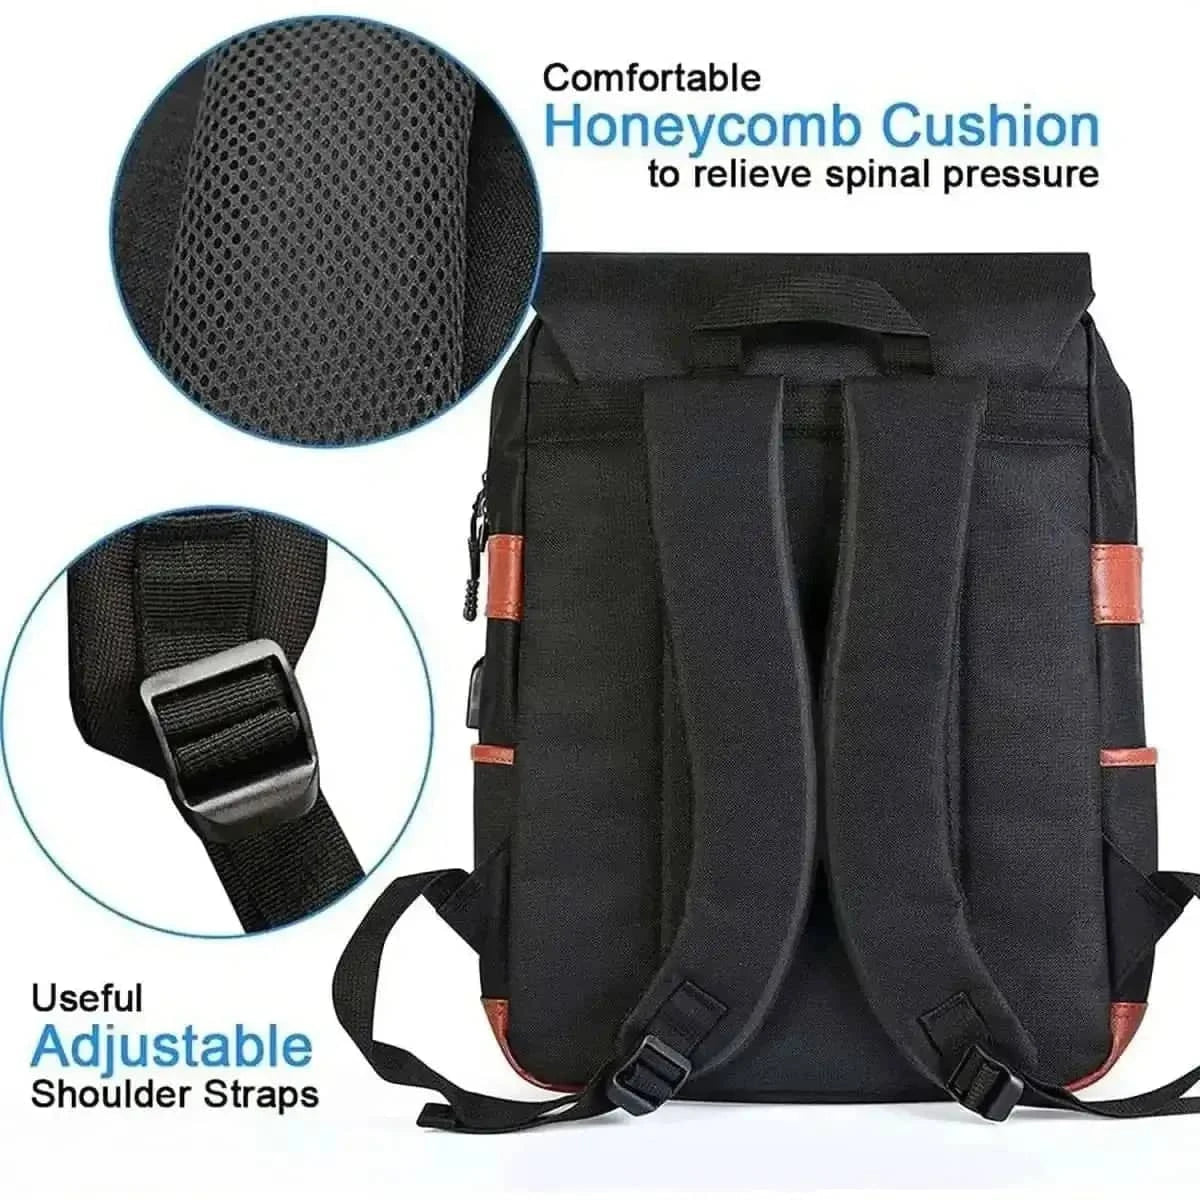 Comfortable
Honeycomb Cushion
to relieve spinal pressure
Useful
Adjustable
Shoulder Straps